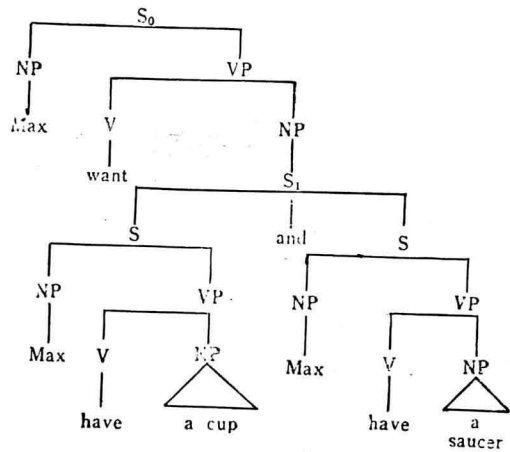 S₀
NP VP
Max V NP
want S₁
S and S
NP VP NP VP
Max V NP Max V NP
have a cup have a
saucer